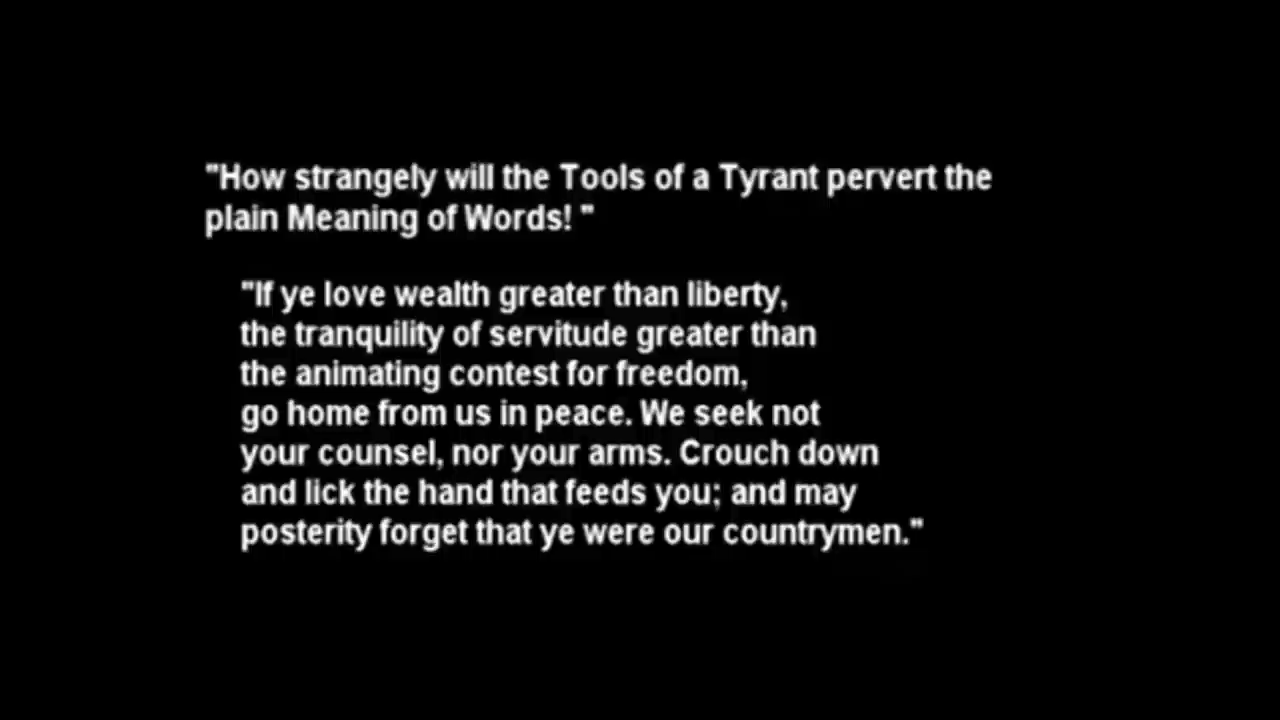 "How strangely will the Tools of a Tyrant pervert the
plain Meaning of Words! "
"If ye love wealth greater than liberty,
the tranquility of servitude greater than
the animating contest for freedom,
go home from us in peace. We seek not
your counsel, nor your arms. Crouch down
and lick the hand that feeds you; and may
posterity forget that ye were our countrymen."